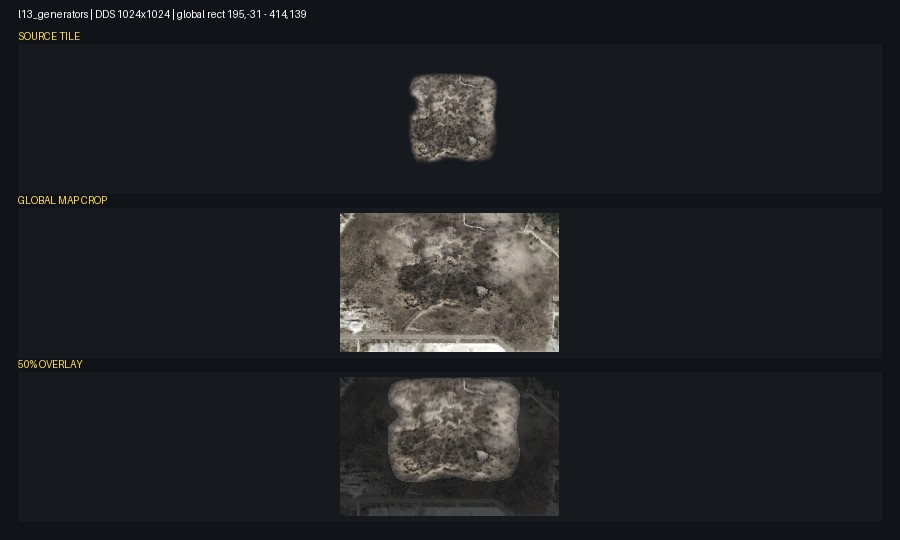 l13_generators | DDS 1024x1024 | global rect 195,-31 - 414,139
SOURCE TILE
GLOBAL MAP CROP
50% OVERLAY